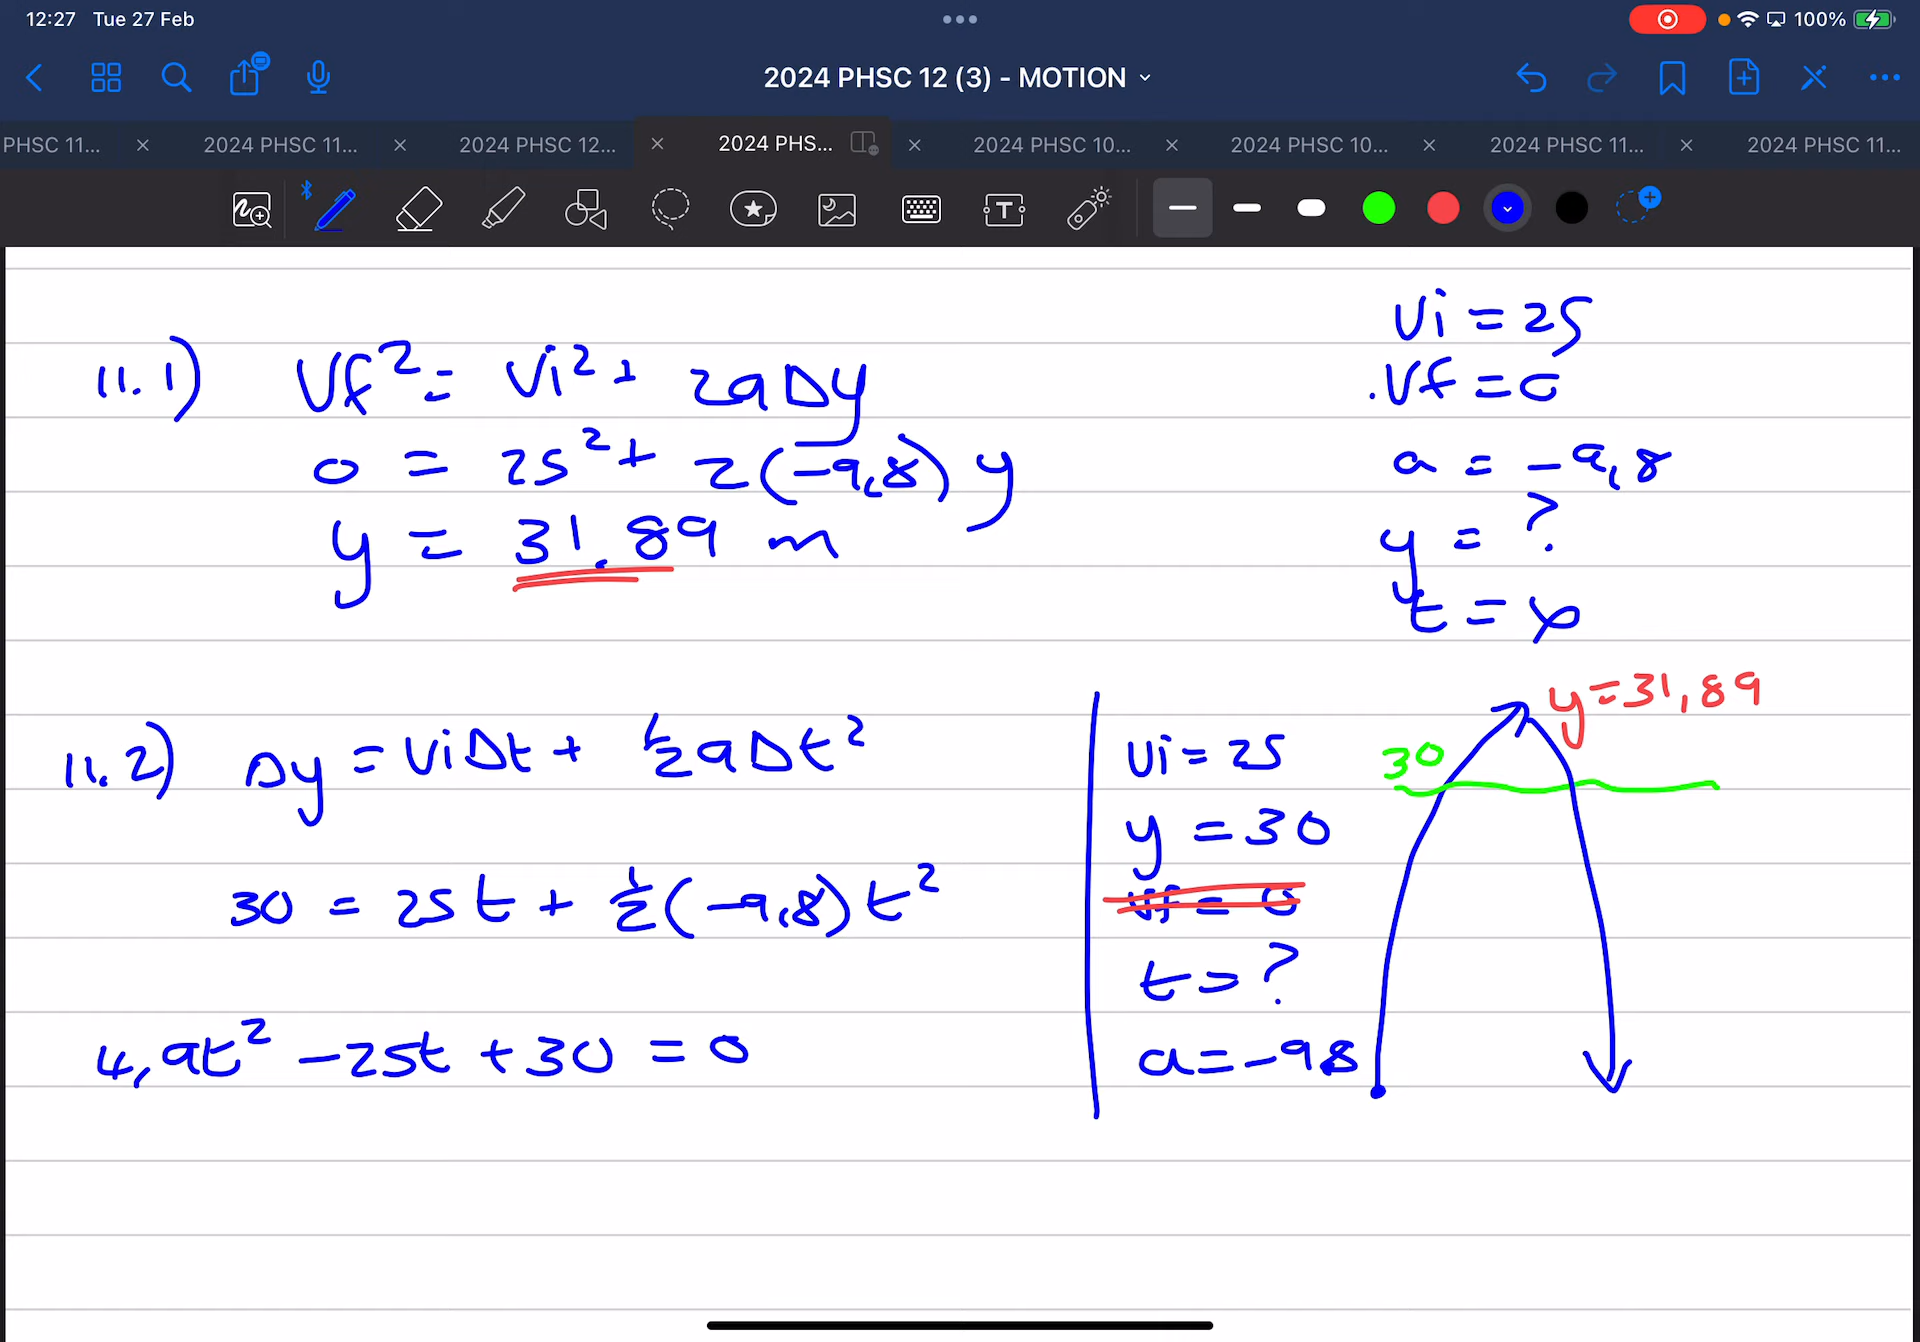 12:27 Tue 27 Feb
100%
2024 PHSC 12 (3) - MOTION
PHSC 11... 2024 PHSC 11... 2024 PHSC 12... 2024 PHS... 2024 PHSC 10... 2024 PHSC 10... 2024 PHSC 11... 2024 PHSC 11...
T
11.1) Vf² = Vi² + 2aΔy
0 = 25² + 2(-9,8)y
y = 31.89 m
Vi = 25
.Vf = 0
a = -9,8
y = ?
t = x
11.2) Δy = ViΔt + ½aΔt²
30 = 25t + ½(-9,8)t²
4,9t² - 25t + 30 = 0
Vi = 25
y = 30
Vf = 0
t = ?
a = -9.8
30
y = 31,89